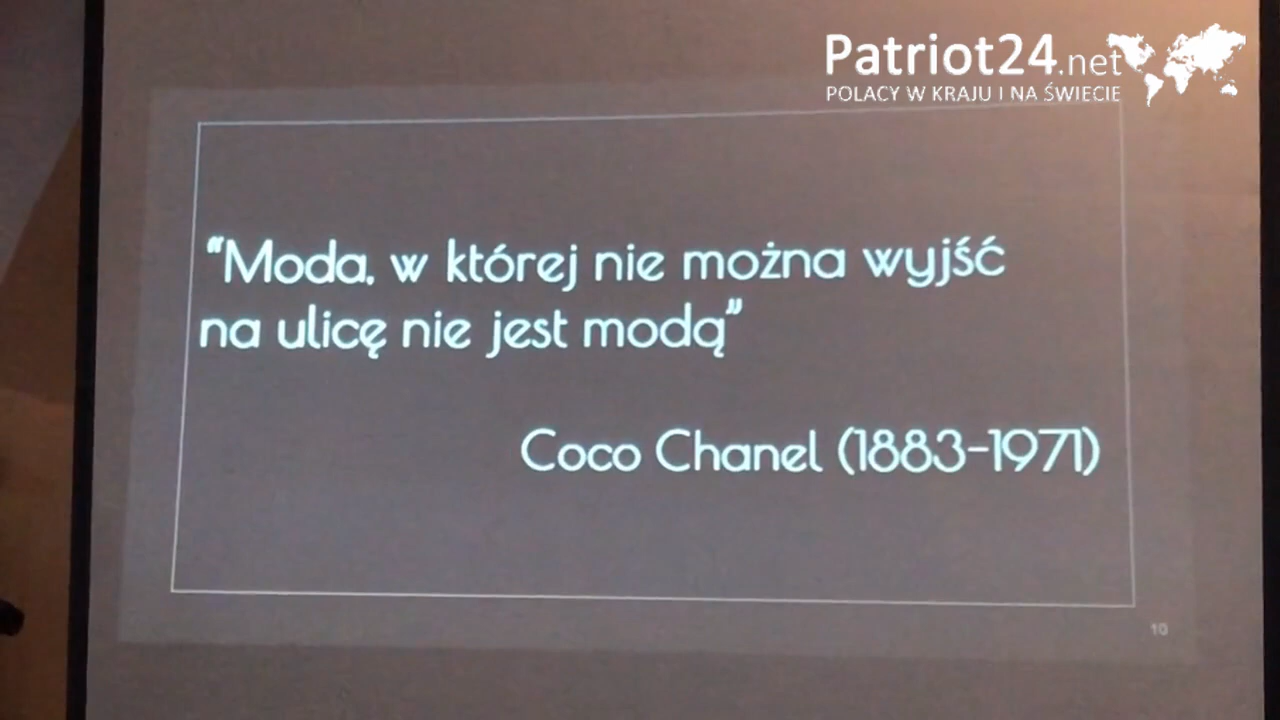 Patriot24.net
POLACY W KRAJU I NA ŚWIECIE
“Moda, w której nie można wyjść
na ulicę nie jest modą”
Coco Chanel (1883-1971)
10